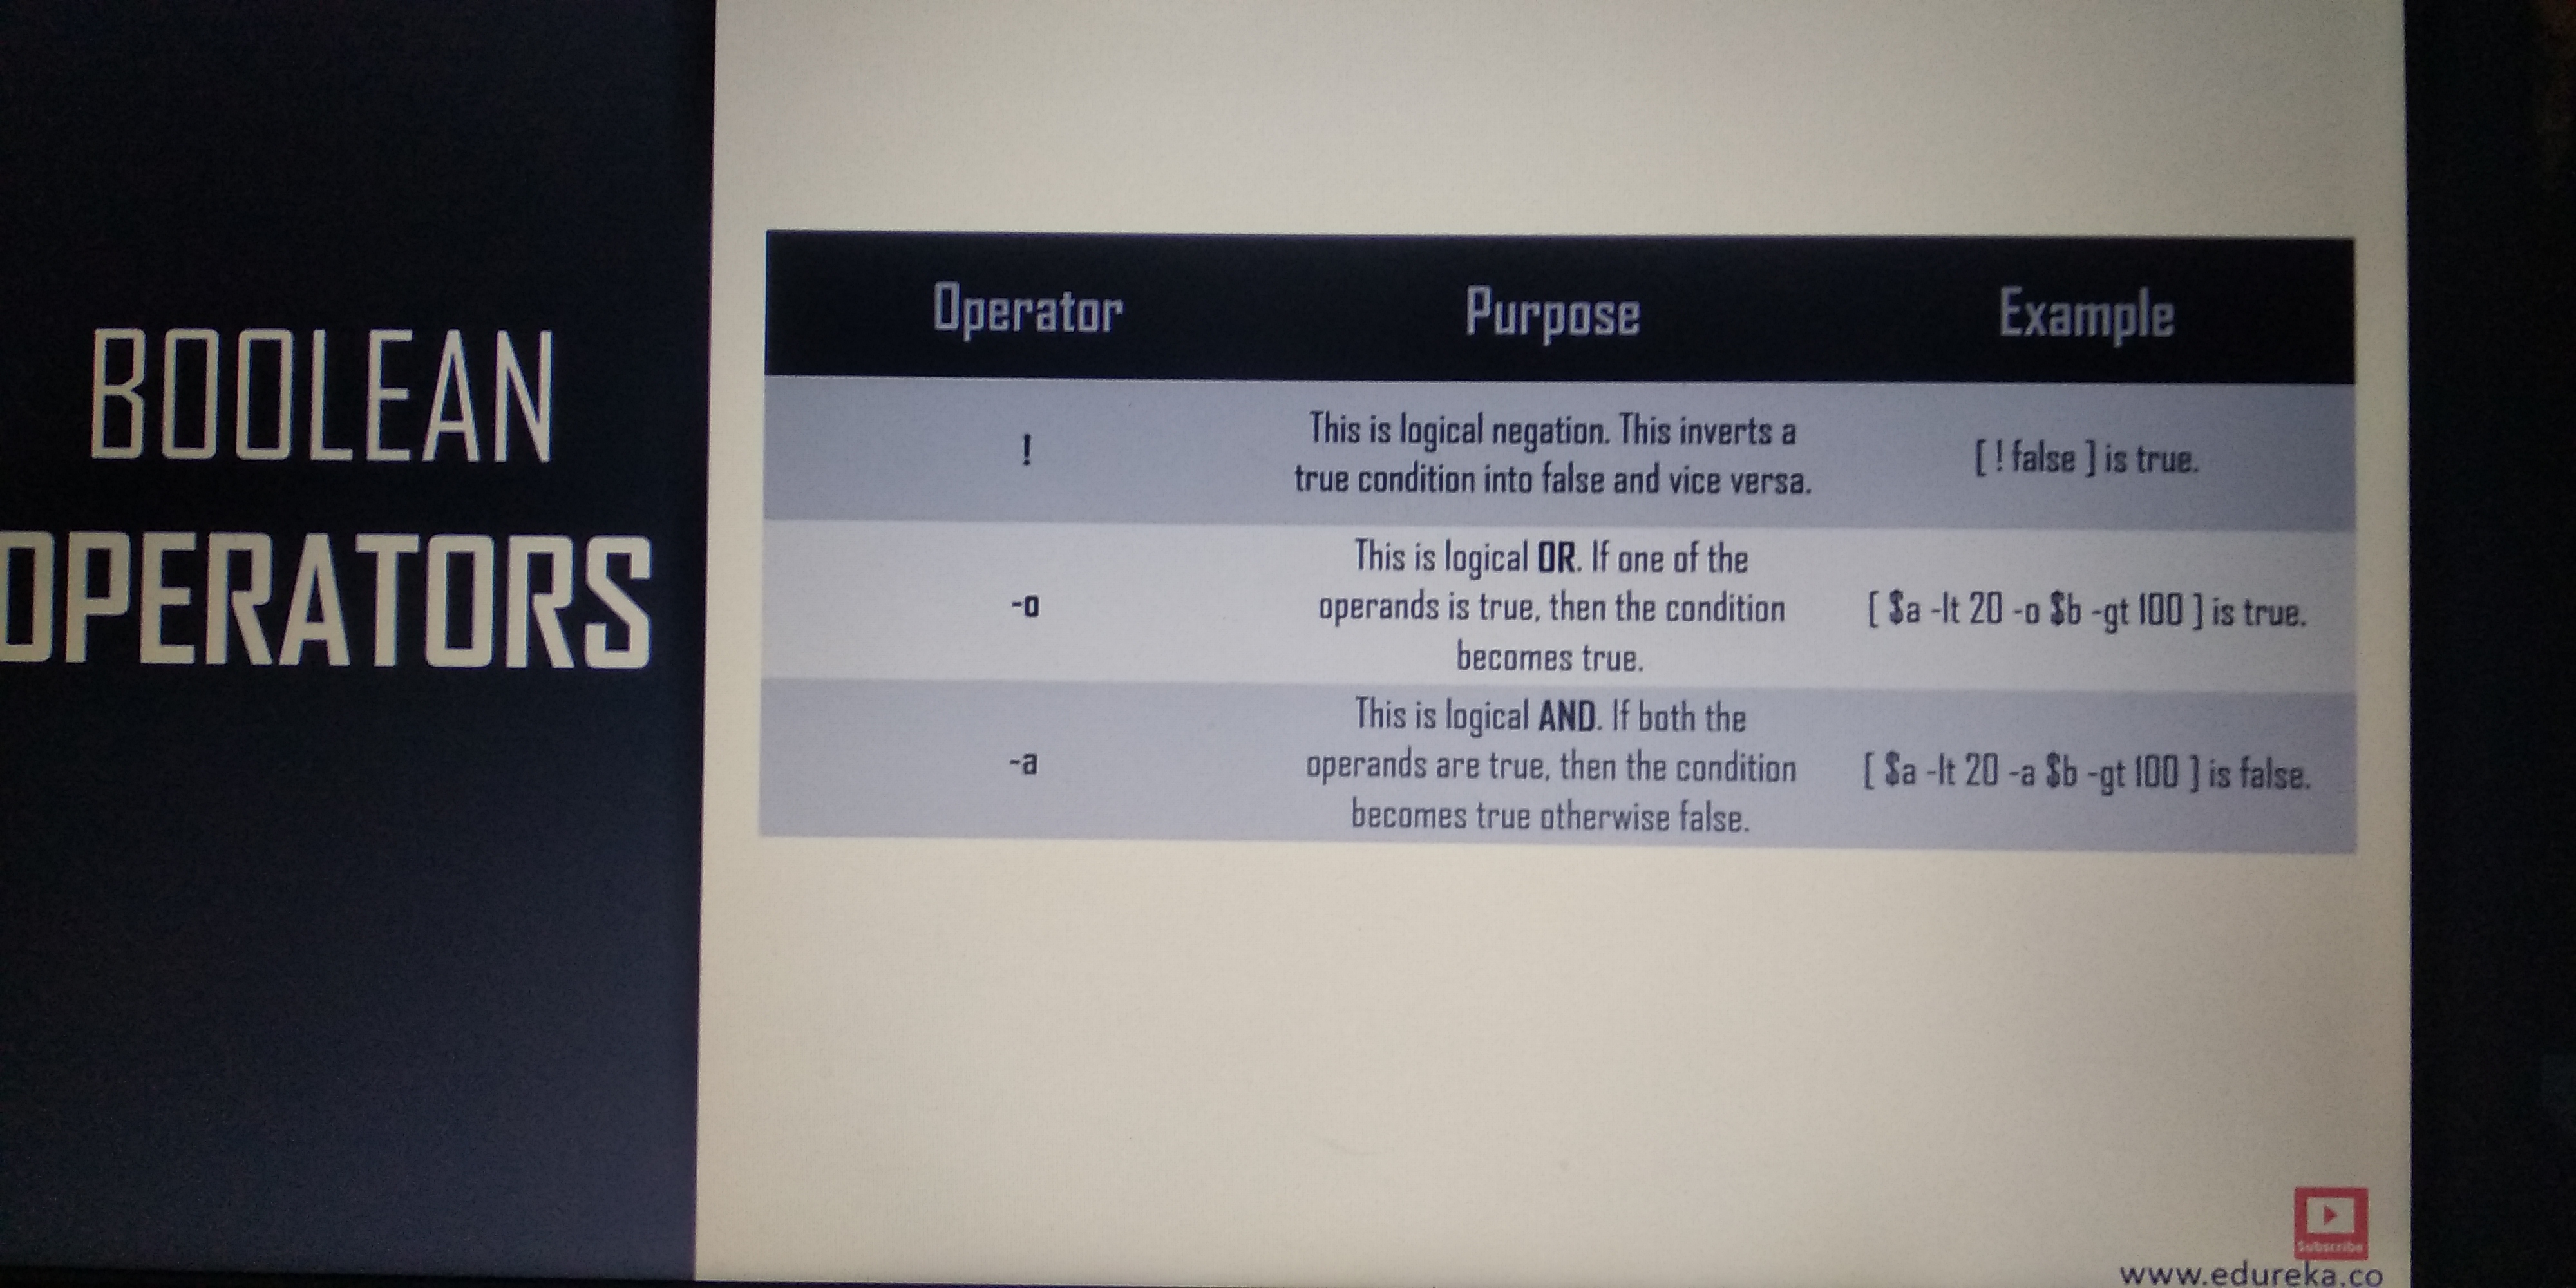 BOOLEAN
OPERATORS
Operator Purpose Example
!
This is logical negation. This inverts a
true condition into false and vice versa.
[ ! false ] is true.
-o
This is logical OR. If one of the
operands is true, then the condition
becomes true.
[ $a -lt 20 -o $b -gt 100 ] is true.
-a
This is logical AND. If both the
operands are true, then the condition
becomes true otherwise false.
[ $a -lt 20 -a $b -gt 100 ] is false.
Subscribe
www.edureka.co